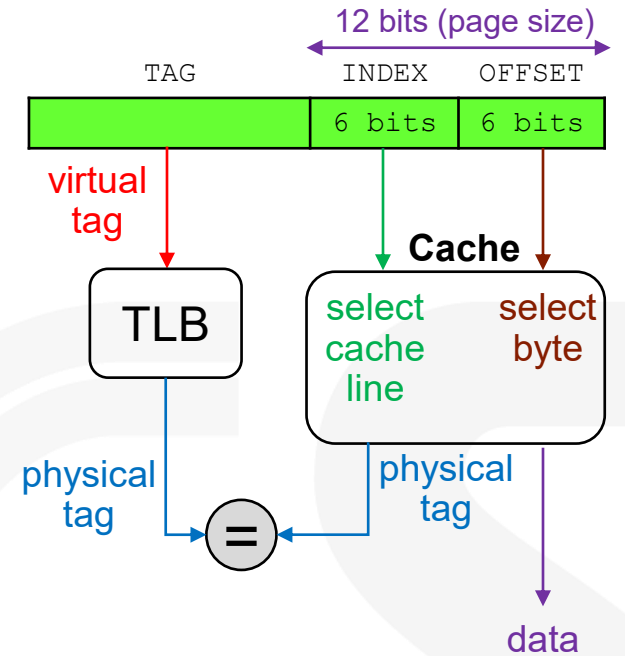 12 bits (page size)
TAG INDEX OFFSET
6 bits 6 bits
virtual
tag
Cache
TLB
select
cache
line
select
byte
physical
tag
=
physical
tag
data